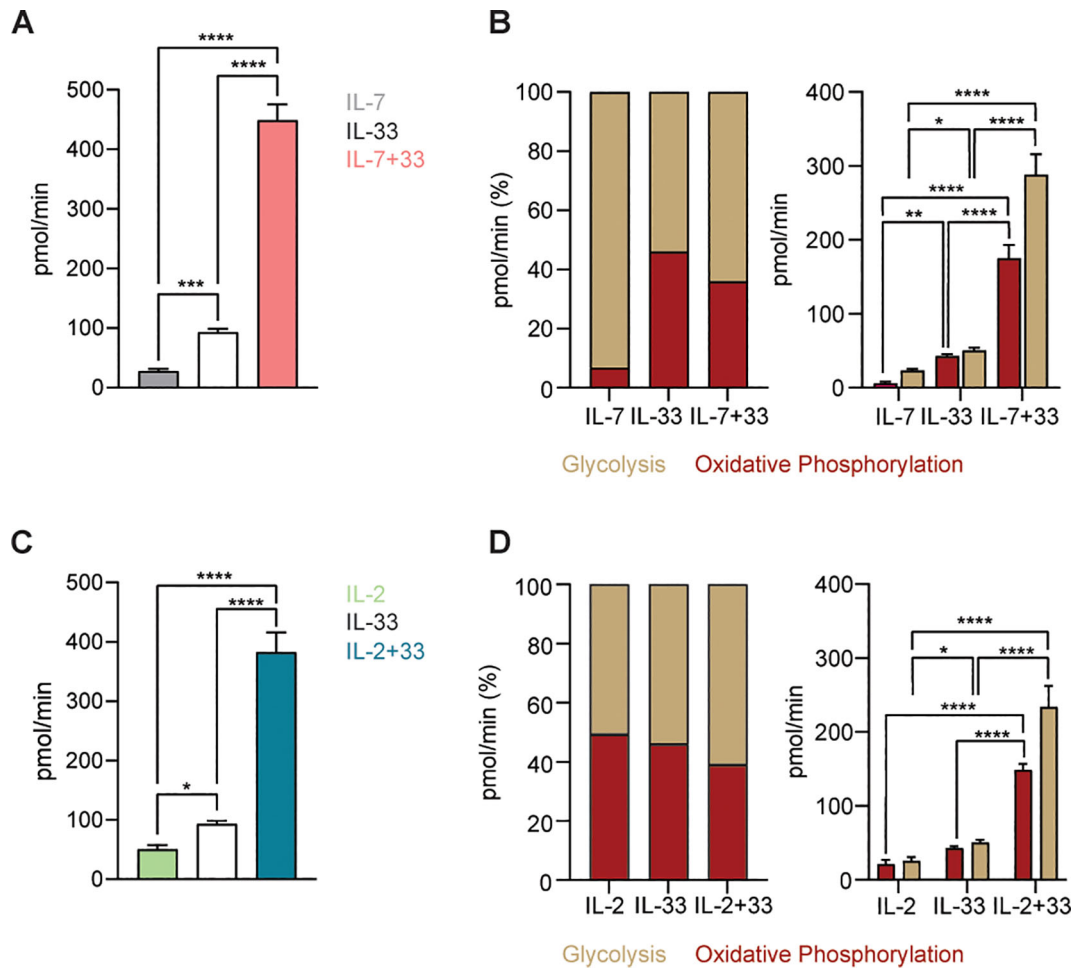 A
B
****
****
***
500
400
300
200
100
0
pmol/min
IL-7
IL-33
IL-7+33
100
80
60
40
20
0
pmol/min (%)
IL-7 IL-33 IL-7+33
****
* ****
****
** ****
400
300
200
100
0
pmol/min
IL-7 IL-33 IL-7+33
Glycolysis Oxidative Phosphorylation
C
D
****
****
*
500
400
300
200
100
0
pmol/min
IL-2
IL-33
IL-2+33
100
80
60
40
20
0
pmol/min (%)
IL-2 IL-33 IL-2+33
****
* ****
****
****
400
300
200
100
0
pmol/min
IL-2 IL-33 IL-2+33
Glycolysis Oxidative Phosphorylation